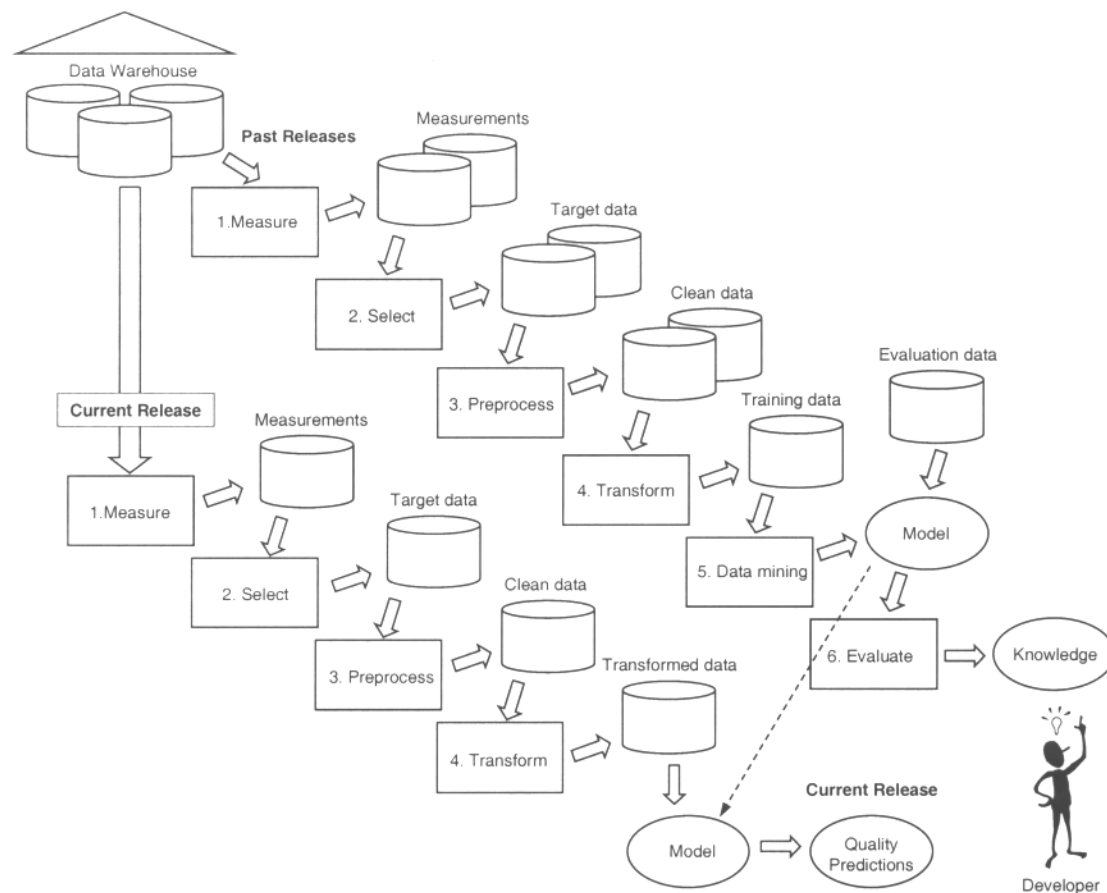 Data Warehouse
Past Releases
Measurements
1.Measure
Target data
2. Select
Clean data
3. Preprocess
Evaluation data
Training data
4. Transform
Model
5. Data mining
6. Evaluate
Knowledge
Current Release
Measurements
1.Measure
Target data
2. Select
Clean data
3. Preprocess
Transformed data
4. Transform
Model
Current Release
Quality
Predictions
Developer